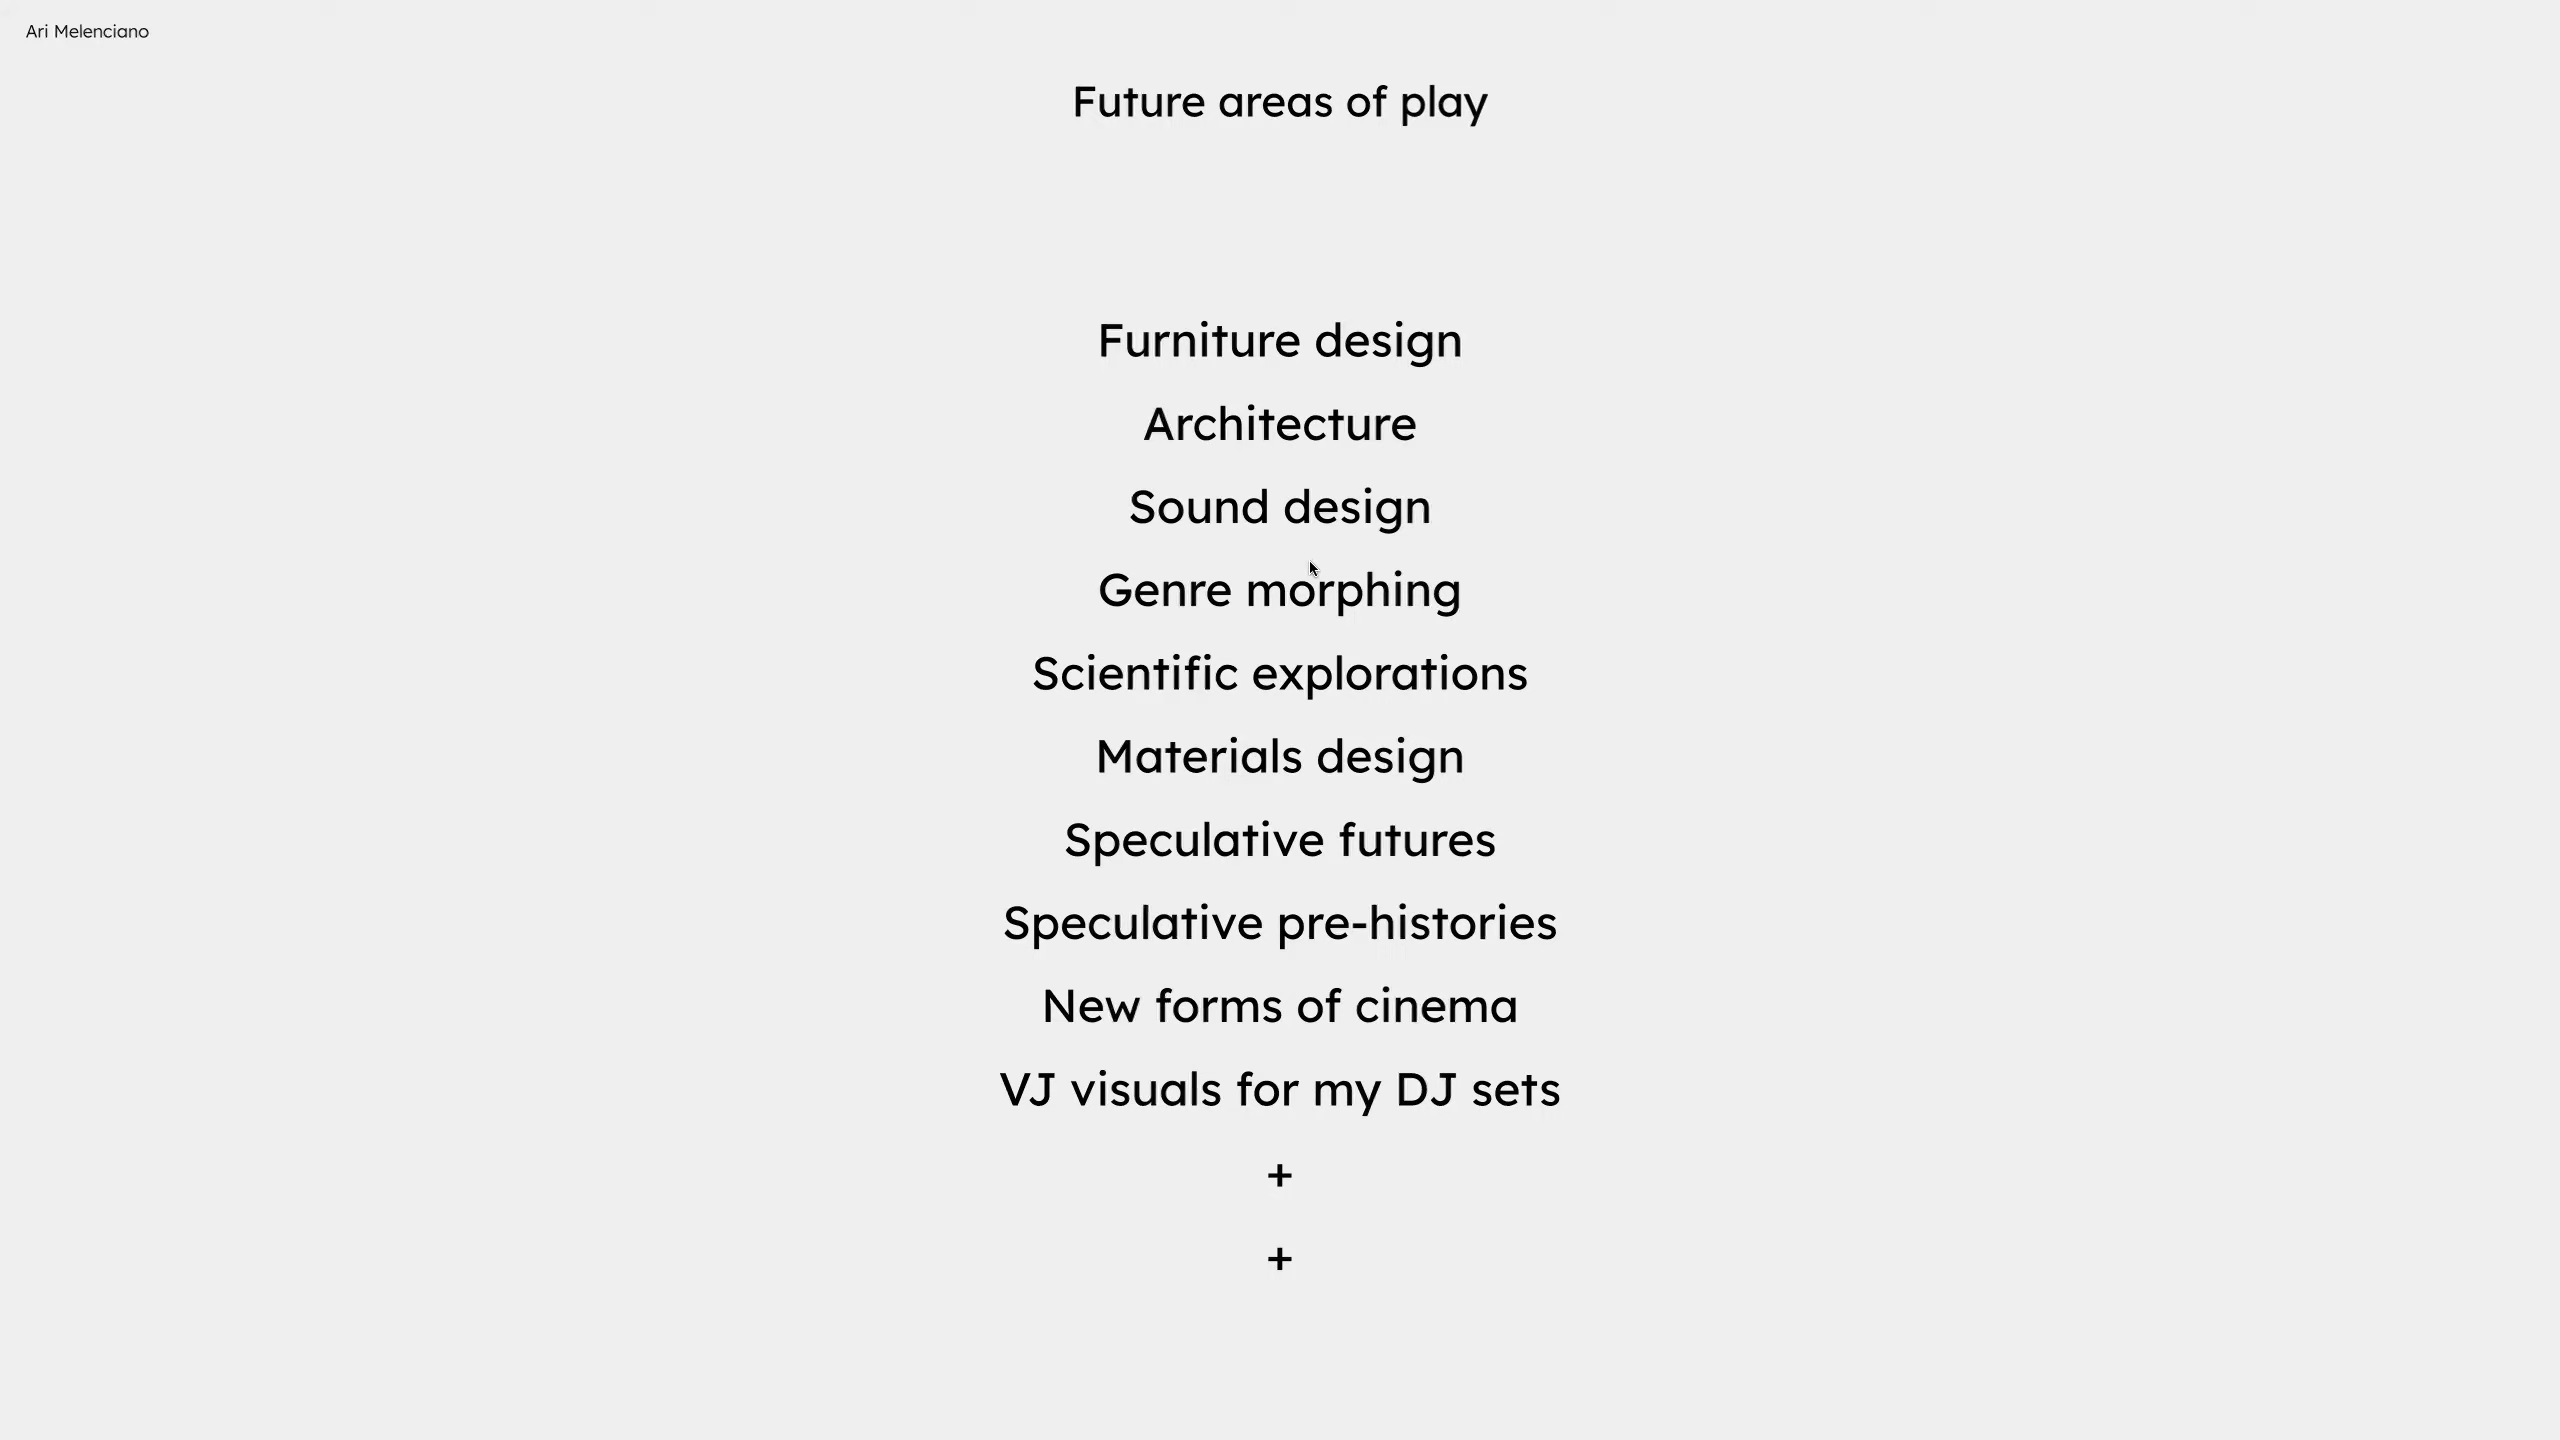 Ari Melenciano
Future areas of play
Furniture design
Architecture
Sound design
Genre morphing
Scientific explorations
Materials design
Speculative futures
Speculative pre-histories
New forms of cinema
VJ visuals for my DJ sets
+
+